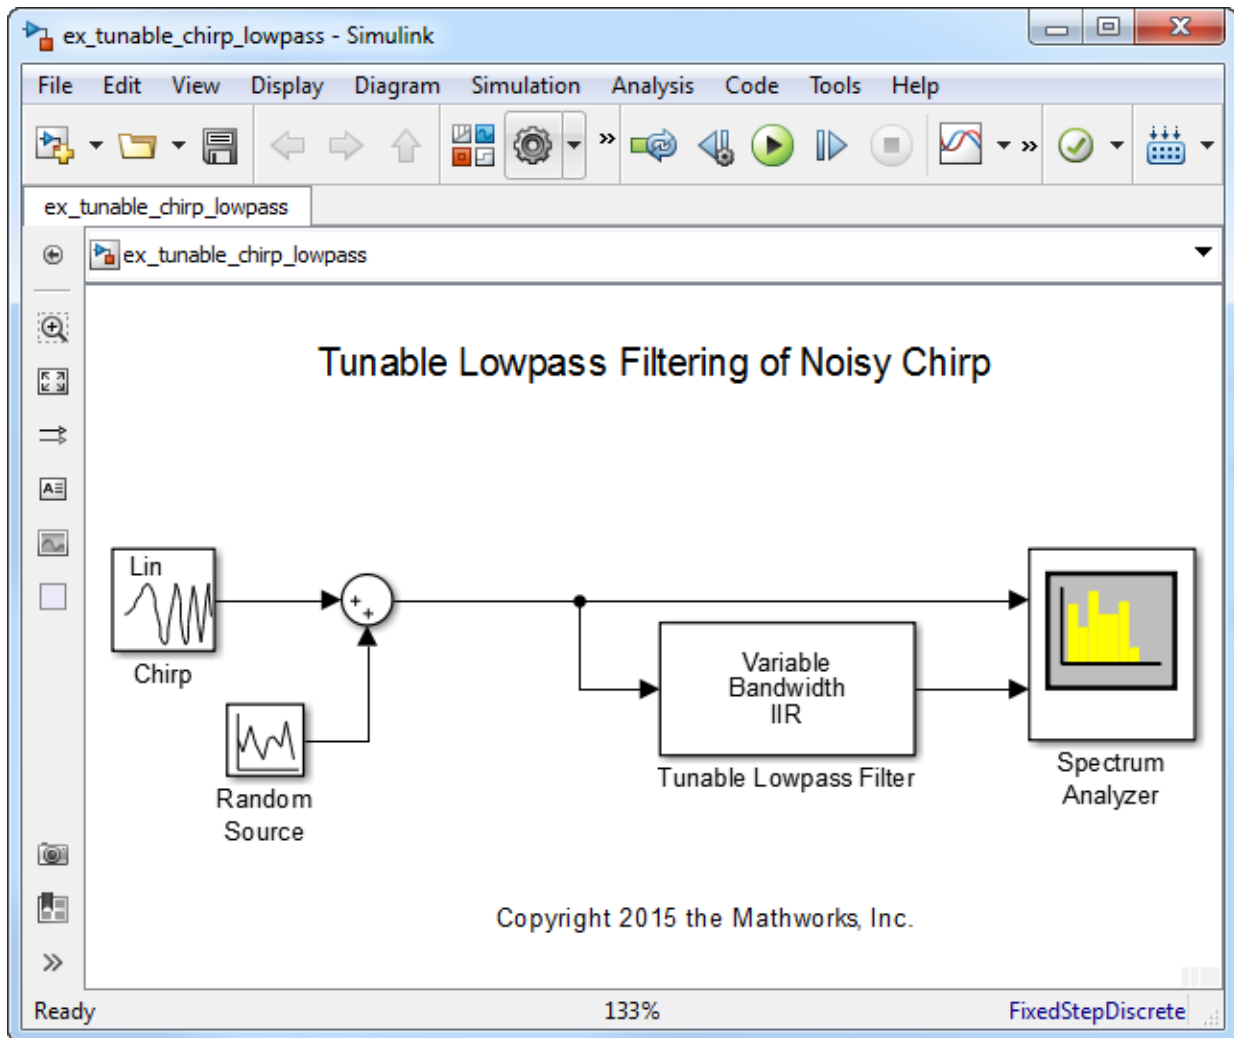 ex_tunable_chirp_lowpass - Simulink
File Edit View Display Diagram Simulation Analysis Code Tools Help
ex_tunable_chirp_lowpass
ex_tunable_chirp_lowpass
Tunable Lowpass Filtering of Noisy Chirp
Lin
Chirp
Random
Source
Variable
Bandwidth
IIR
Tunable Lowpass Filter
Spectrum
Analyzer
Copyright 2015 the Mathworks, Inc.
Ready 133% FixedStepDiscrete